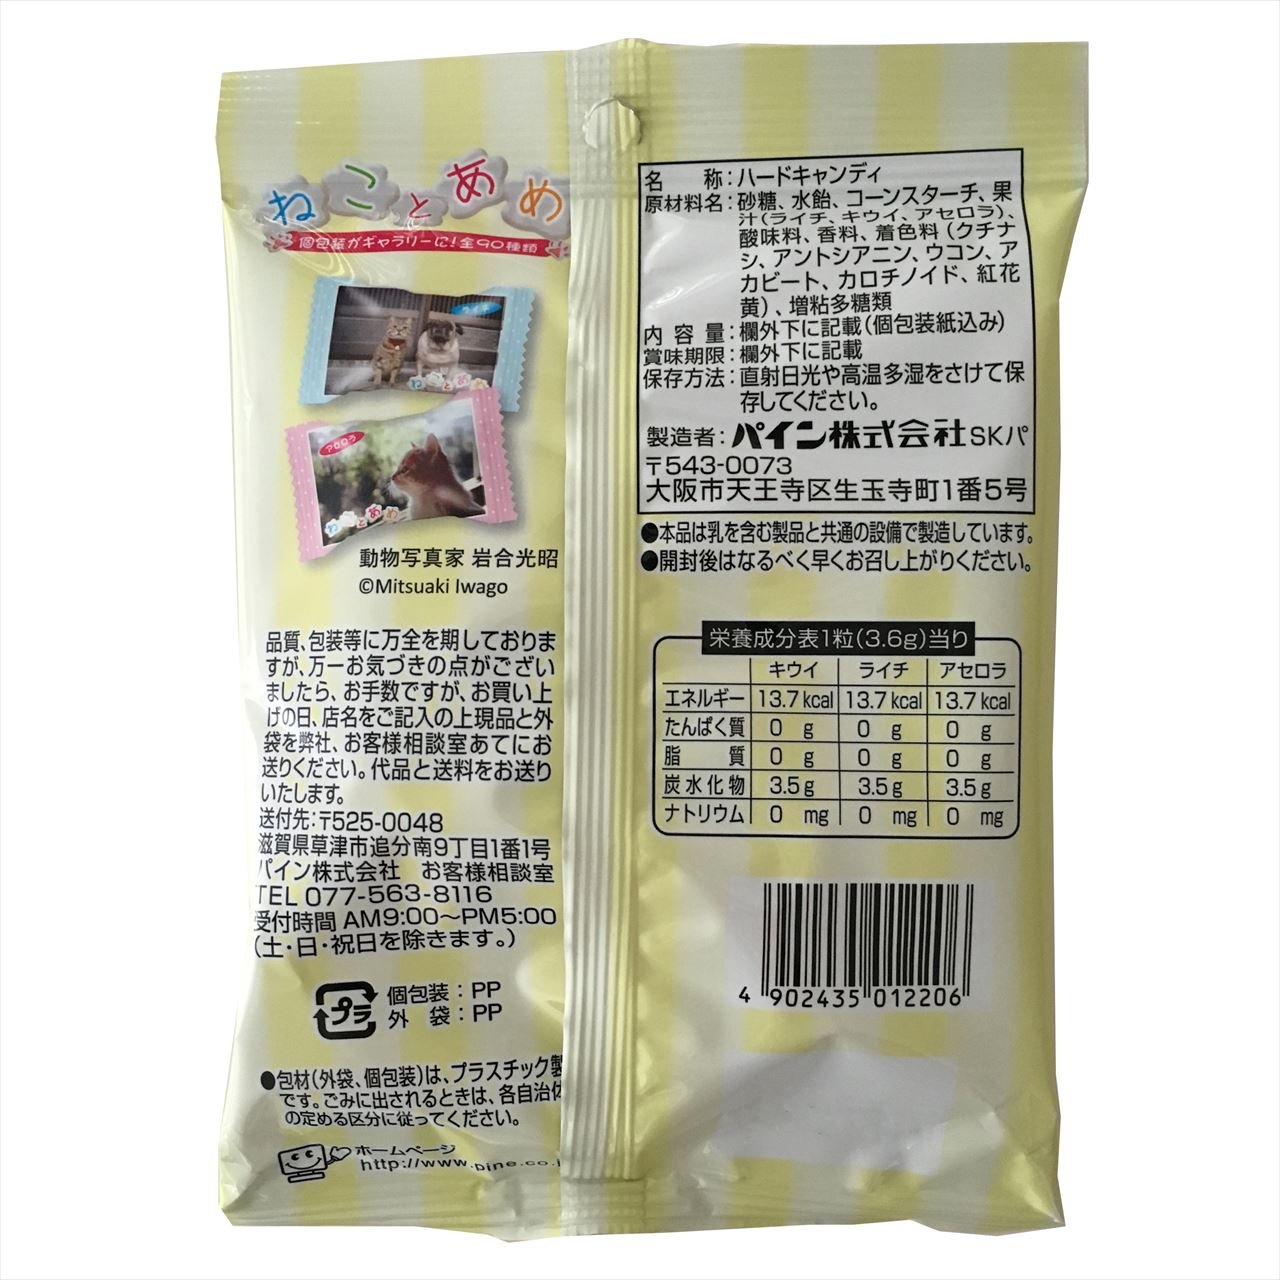 ねことあめ
個包装がギャラリーに!全90種類
ライチ
ねことあめ
アセロラ
ねことあめ
動物写真家 岩合光昭
©Mitsuaki Iwago
品質、包装等に万全を期しておりま
すが、万一お気づきの点がござい
ましたら、お手数ですが、お買い上
げの日、店名をご記入の上現品と外
袋を弊社、お客様相談室あてにお
送りください。代品と送料をお送り
いたします。
送付先:〒525-0048
滋賀県草津市追分南9丁目1番1号
パイン株式会社 お客様相談室
TEL 077-563-8116
受付時間 AM9:00〜PM5:00
(土・日・祝日を除きます。)
プラ
個包装:PP
外 袋:PP
●包材(外袋、個包装)は、プラスチック製
です。ごみに出されるときは、各自治体
の定める区分に従ってください。
ホームページ
http://www.pine.co.j
名 称:ハードキャンディ
原材料名:砂糖、水飴、コーンスターチ、果
汁(ライチ、キウイ、アセロラ)、
酸味料、香料、着色料(クチナ
シ、アントシアニン、ウコン、ア
カビート、カロチノイド、紅花
黄)、増粘多糖類
内 容 量:欄外下に記載(個包装紙込み)
賞味期限:欄外下に記載
保存方法:直射日光や高温多湿をさけて保
存してください。
製造者:パイン株式会社SKパ
〒543-0073
大阪市天王寺区生玉寺町1番5号
●本品は乳を含む製品と共通の設備で製造しています。
●開封後はなるべく早くお召し上がりください。
栄養成分表1粒(3.6g)当り
キウイ ライチ アセロラ
エネルギー 13.7 kcal 13.7 kcal 13.7 kcal
たんぱく質 0 g 0 g 0 g
脂 質 0 g 0 g 0 g
炭水化物 3.5 g 3.5 g 3.5 g
ナトリウム 0 mg 0 mg 0 mg
4 902435 012206